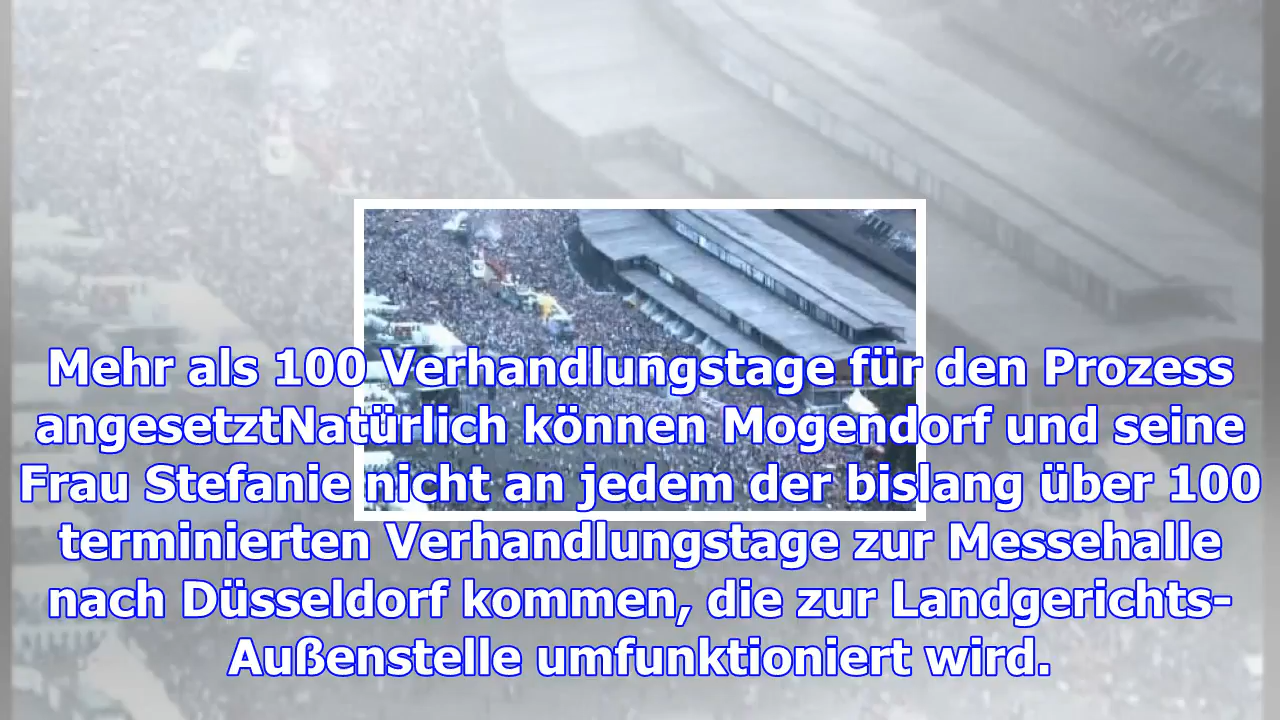 Mehr als 100 Verhandlungstage für den Prozess
angesetztNatürlich können Mogendorf und seine
Frau Stefanie nicht an jedem der bislang über 100
terminierten Verhandlungstage zur Messehalle
nach Düsseldorf kommen, die zur Landgerichts-
Außenstelle umfunktioniert wird.